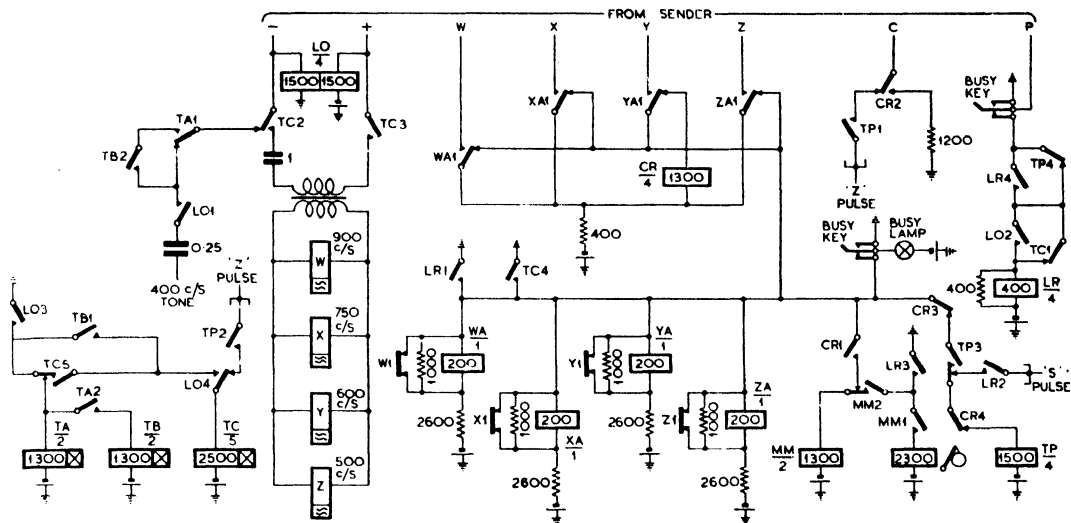 FROM SENDER
- + W X Y Z C P
LO
4
1500 1500
TA1
TC2
TC3
TB2
1
LO1
0·25
400 c/s
TONE
'Z'
PULSE
LO3
TB1
TP2
TC5
LO4
TA2
TA
2
1300
TB
2
1300
TC
5
2500
900
c/s
W
750
c/s
X
600
c/s
Y
500
c/s
Z
XA1
YA1
ZA1
WA1
CR
4
1300
400
LR1
TC4
W1
1000
WA
1
200
2600
X1
1000
200
XA
1
2600
Y1
1000
YA
1
200
2600
Z1
1000
ZA
1
200
2600
CR2
TP1
1200
'Z'
PULSE
BUSY
KEY
TP4
LR4
LO2
TC1
400
400
LR
4
BUSY
KEY
BUSY
LAMP
CR3
CR1
LR3
TP3
LR2
'S'
PULSE
MM2
MM1
CR4
MM
2
1300
2300
1500
TP
4